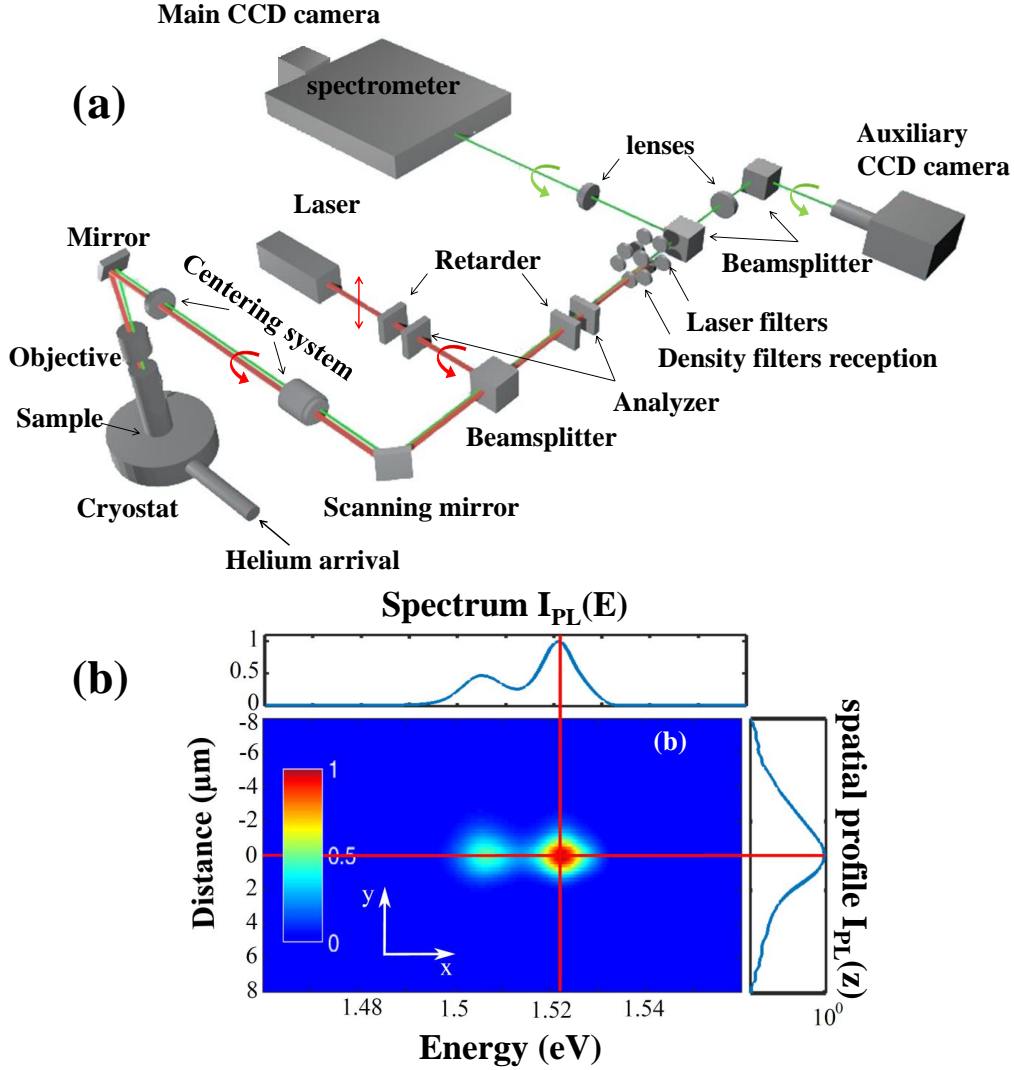 Main CCD camera
(a)
spectrometer
lenses
Auxiliary
CCD camera
Laser
Mirror
Retarder
Beamsplitter
Centering system
Laser filters
Density filters reception
Objective
Analyzer
Sample
Beamsplitter
Cryostat
Scanning mirror
Helium arrival
Spectrum I_PL(E)
(b)
1
0.5
0
-8
-6
-4
-2
0
2
4
6
8
Distance (μm)
(b)
1
0.5
0
y
x
spatial profile I_PL(z)
1.48
1.5
1.52
1.54
10⁰
Energy (eV)